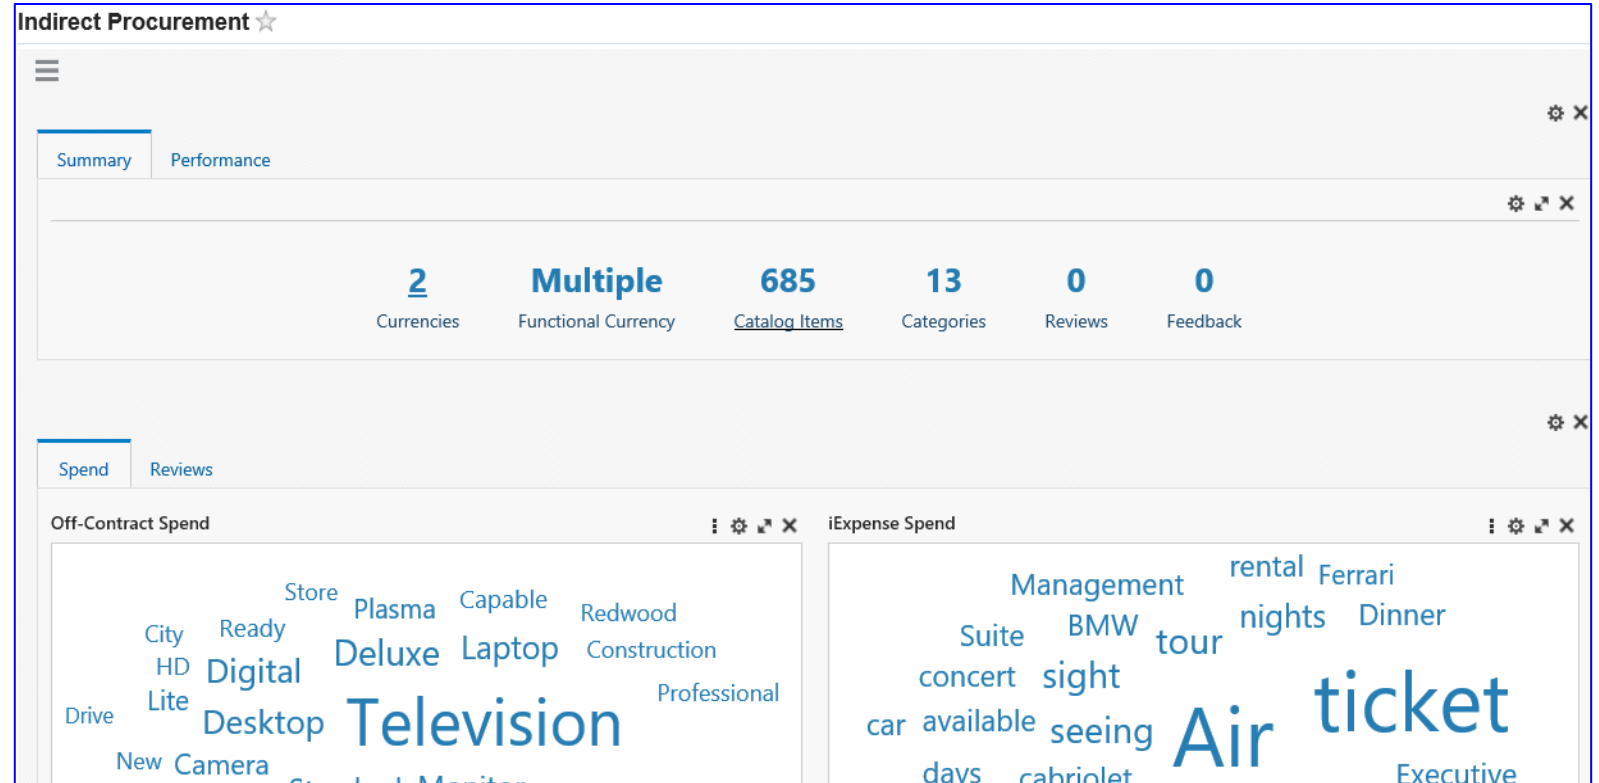 Indirect Procurement
Summary Performance
2 Multiple 685 13 0 0
Currencies Functional Currency Catalog Items Categories Reviews Feedback
Spend Reviews
Off-Contract Spend
Store Plasma Capable Redwood
City Ready Deluxe Laptop Construction
HD Digital
Lite Professional
Drive Desktop Television
New Camera
iExpense Spend
rental Ferrari
Management
BMW nights Dinner
Suite tour
concert sight ticket
car available seeing Air
days cabriolet Executive